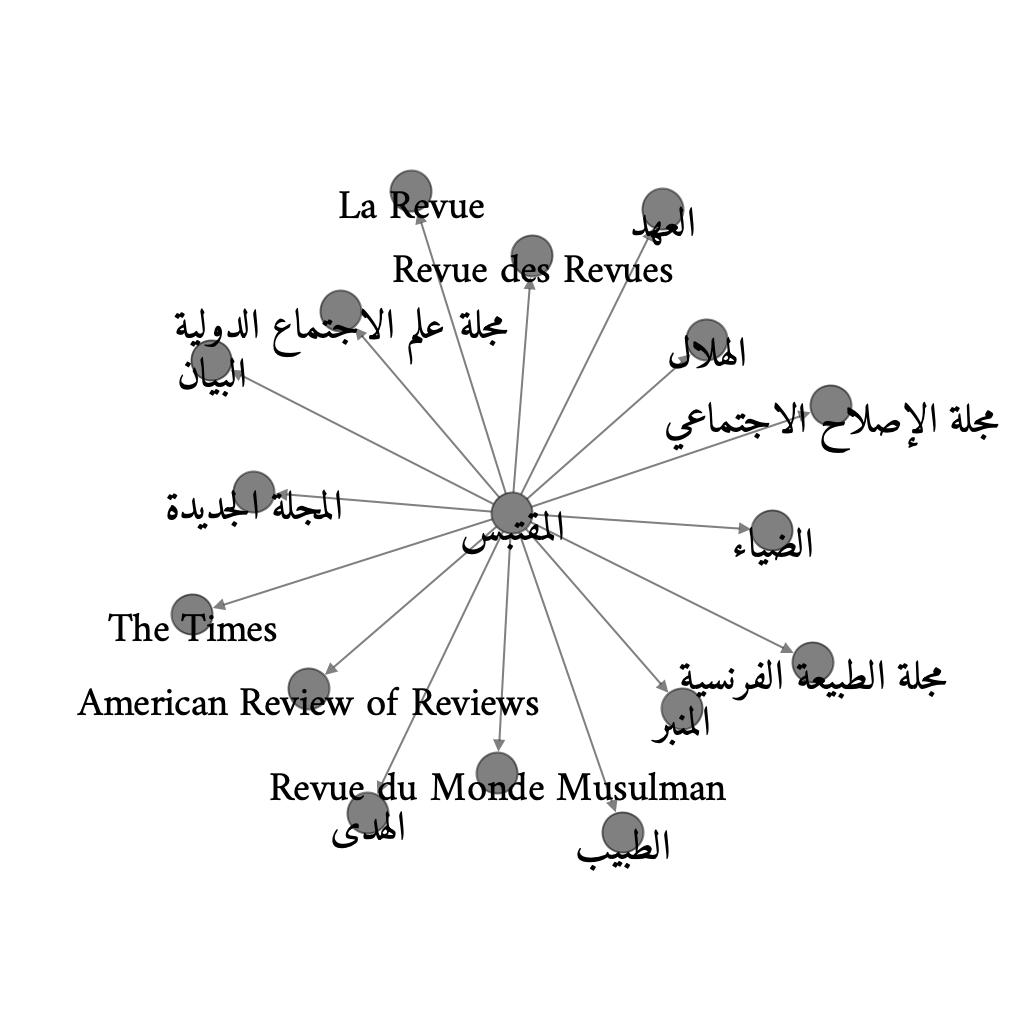 La Revue
العهد
Revue des Revues
مجلة علم الاجتماع الدولية
الهلال
البيان
مجلة الإصلاح الاجتماعي
المجلة الجديدة
المقتبس
الضياء
The Times
مجلة الطبيعة الفرنسية
American Review of Reviews
المنبر
Revue du Monde Musulman
الهدى
الطبيب